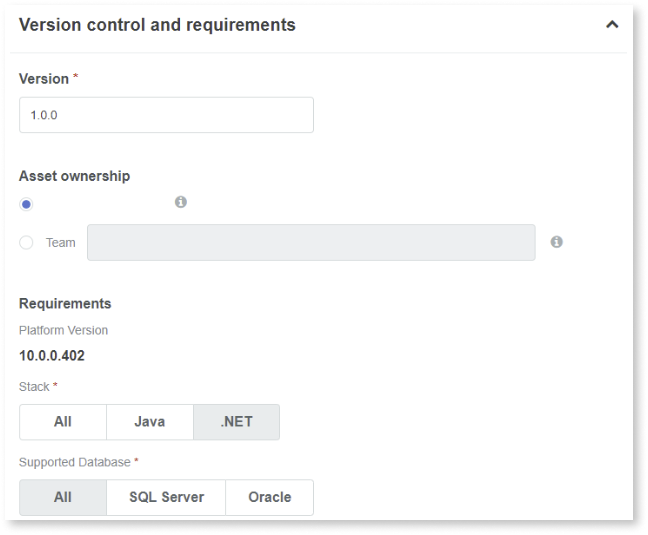 Version control and requirements
Version *
1.0.0
Asset ownership
Team
Requirements
Platform Version
10.0.0.402
Stack *
All Java .NET
Supported Database *
All SQL Server Oracle